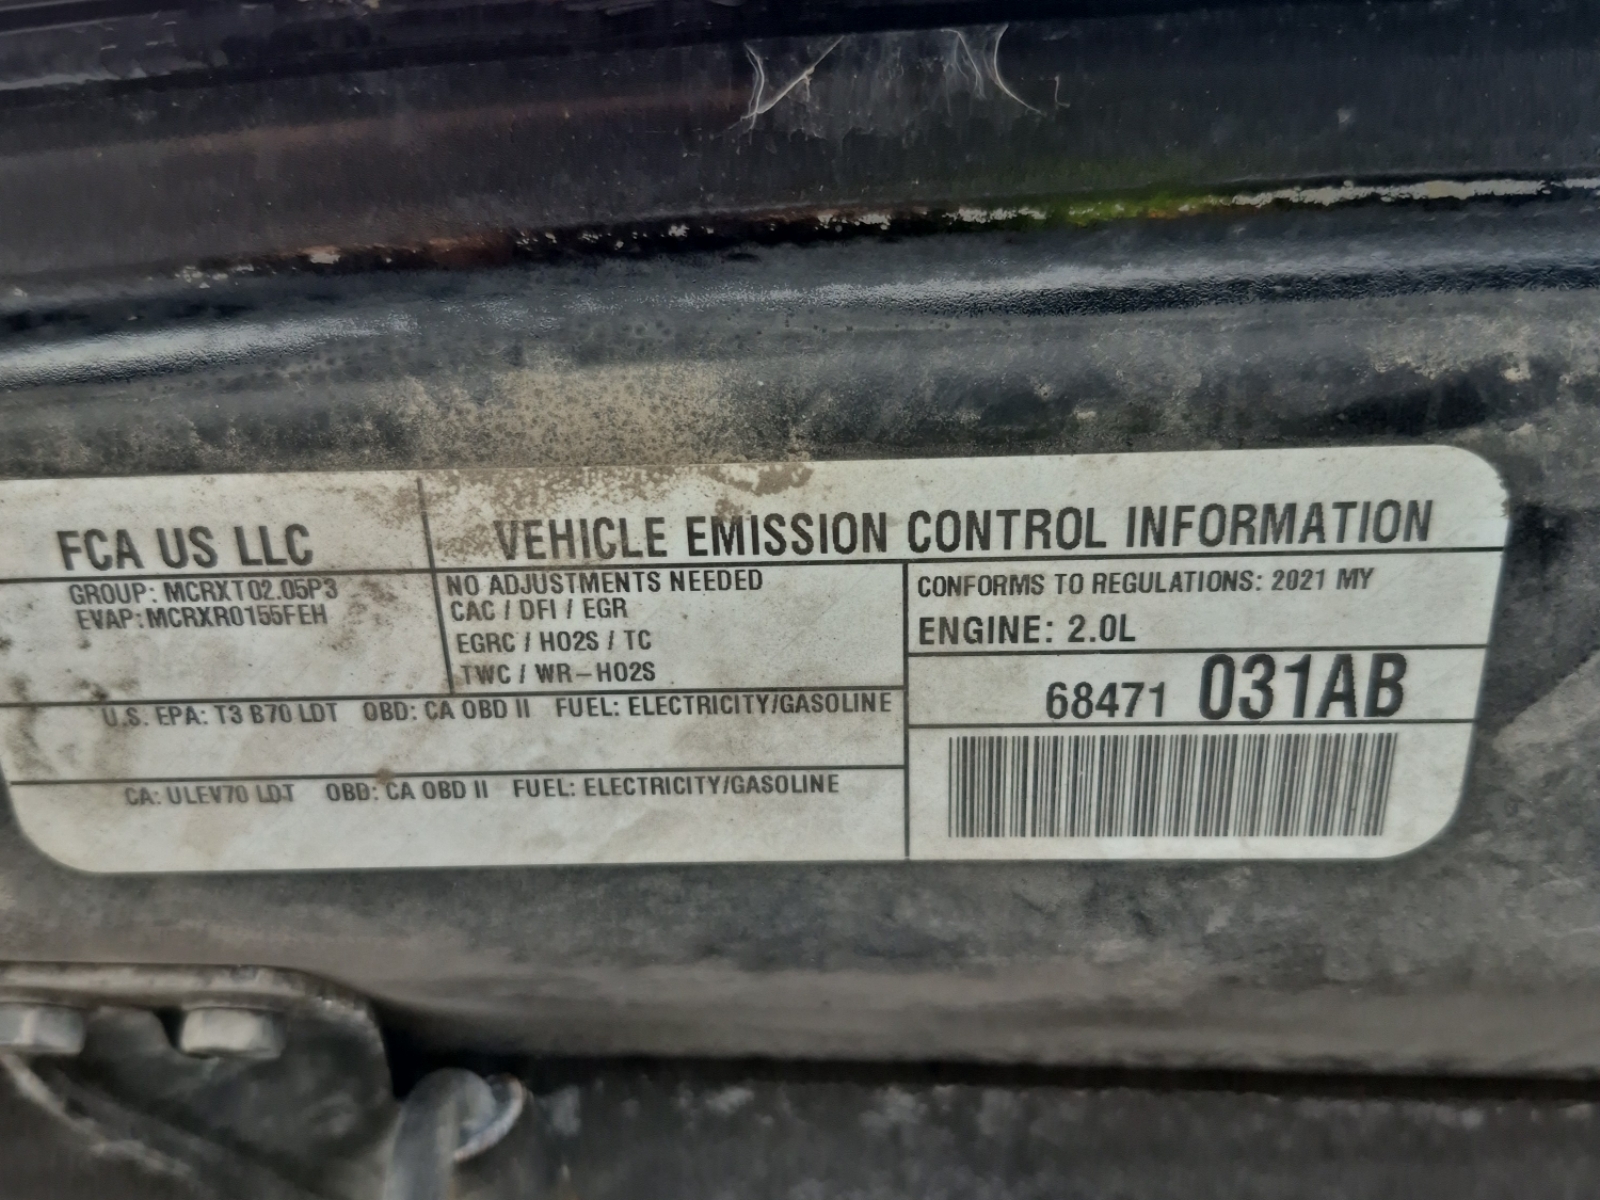 FCA US LLC
VEHICLE EMISSION CONTROL INFORMATION
GROUP: MCRXT02.05P3
EVAP: MCRXR0155FEH
NO ADJUSTMENTS NEEDED
CAC / DFI / EGR
EGRC / HO2S / TC
TWC / WR-HO2S
CONFORMS TO REGULATIONS: 2021 MY
ENGINE: 2.0L
68471 031AB
U.S. EPA: T3 B70 LDT OBD: CA OBD II FUEL: ELECTRICITY/GASOLINE
CA: ULEV70 LDT OBD: CA OBD II FUEL: ELECTRICITY/GASOLINE